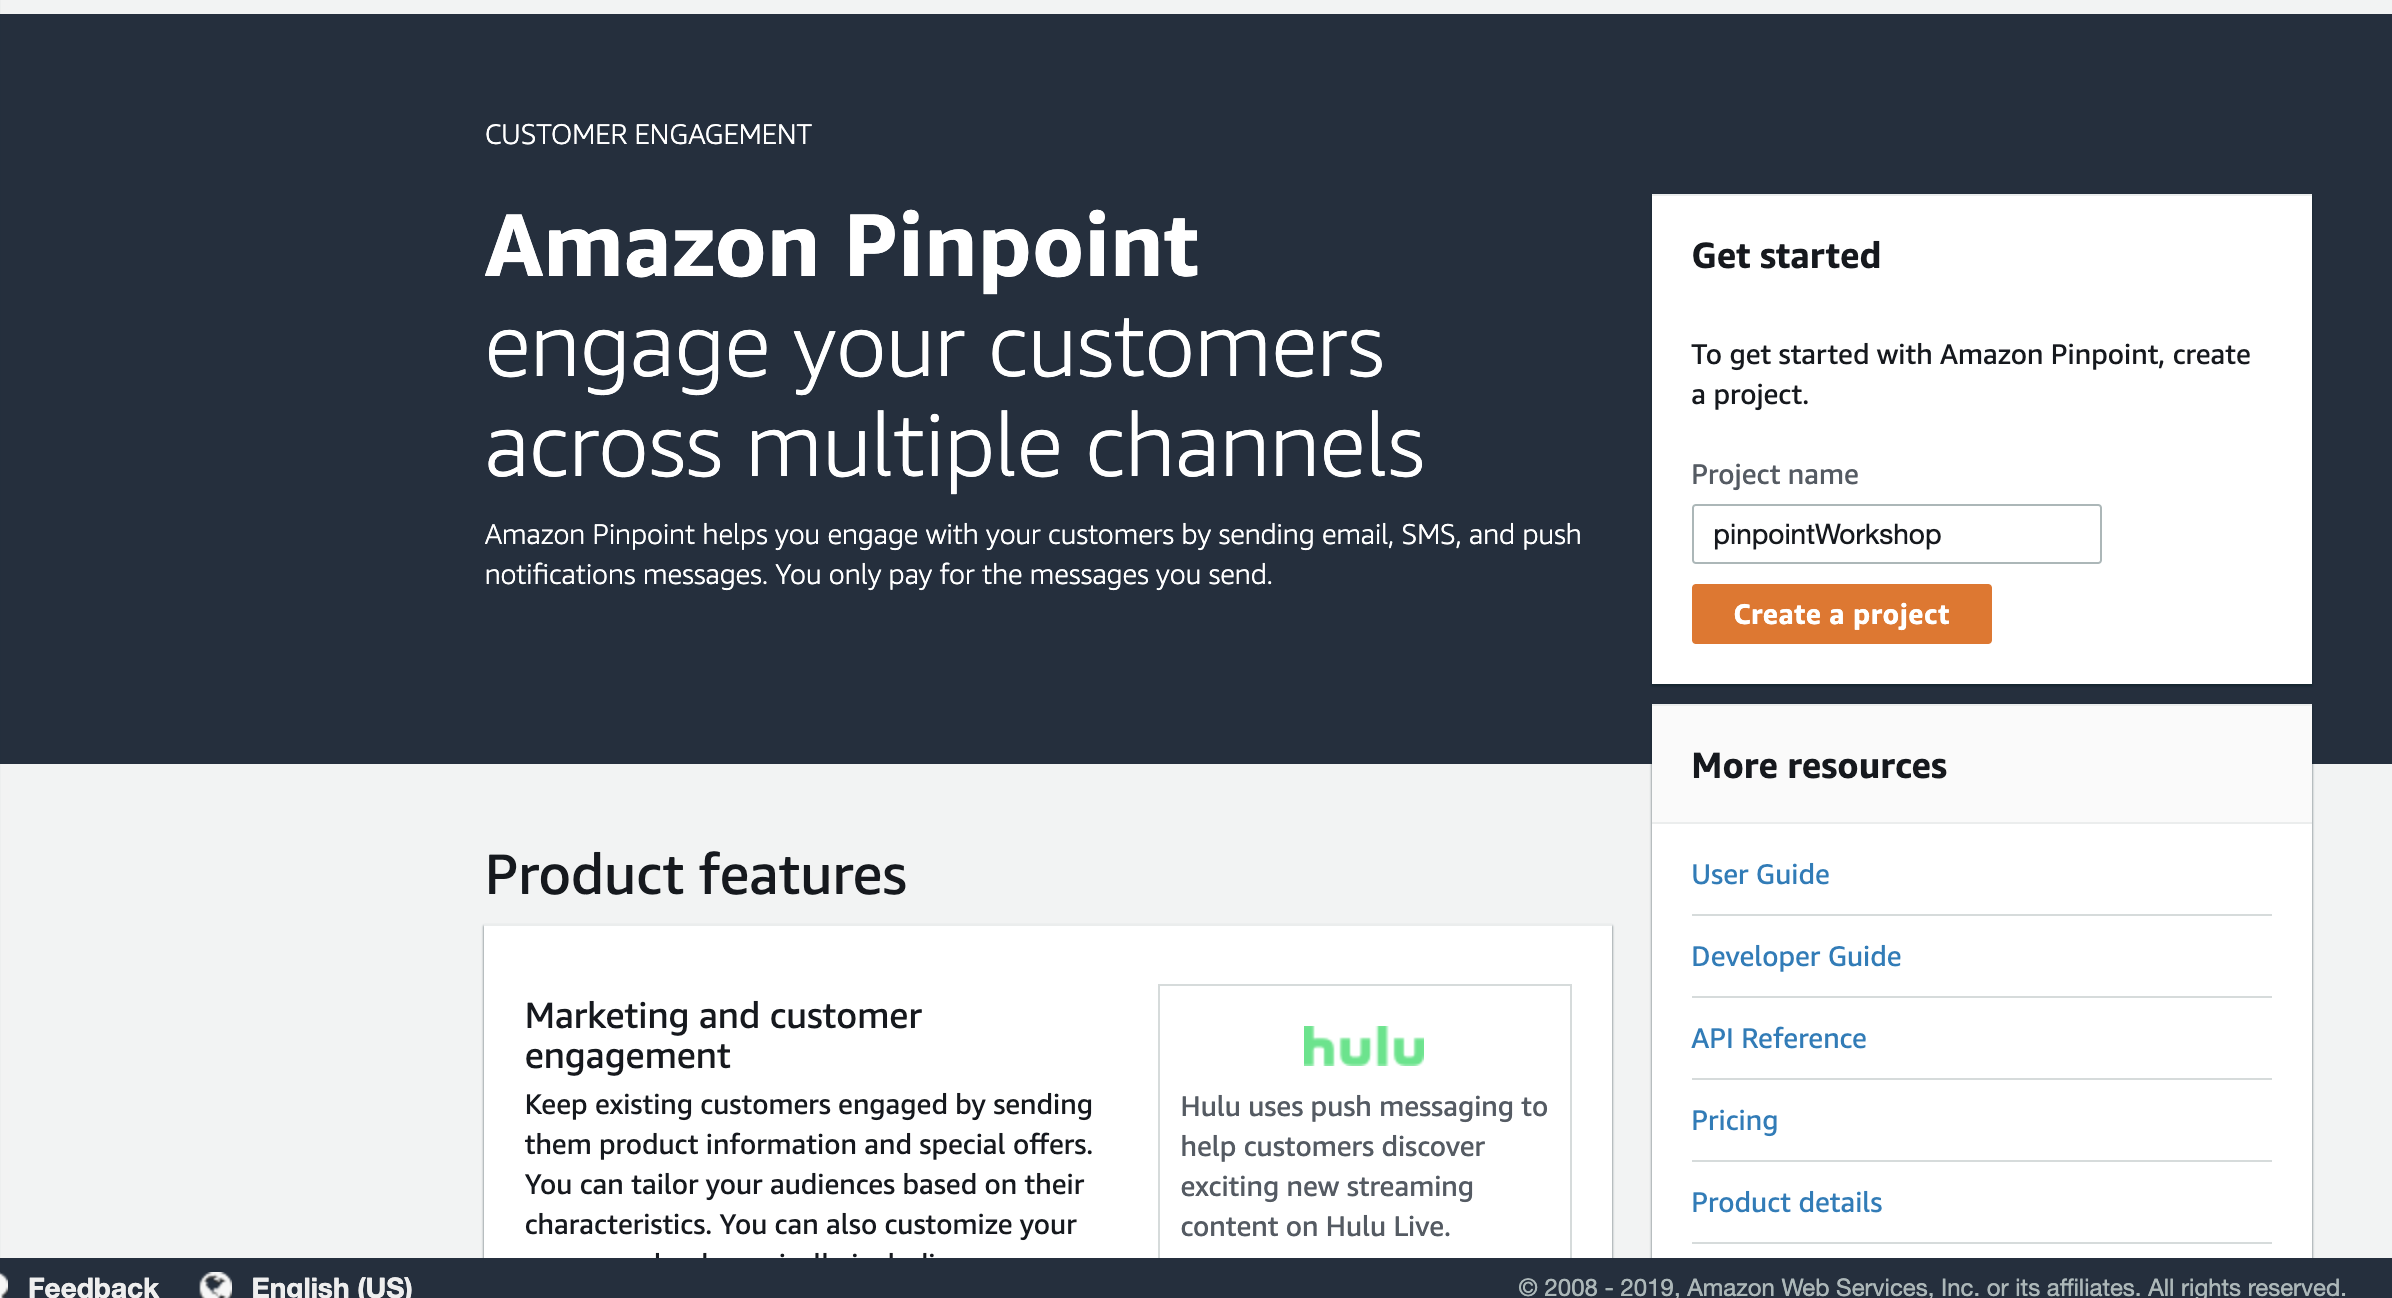 CUSTOMER ENGAGEMENT
Amazon Pinpoint
engage your customers
across multiple channels
Amazon Pinpoint helps you engage with your customers by sending email, SMS, and push
notifications messages. You only pay for the messages you send.
Get started
To get started with Amazon Pinpoint, create
a project.
Project name
pinpointWorkshop
Create a project
More resources
User Guide
Developer Guide
API Reference
Pricing
Product details
Product features
Marketing and customer
engagement
Keep existing customers engaged by sending
them product information and special offers.
You can tailor your audiences based on their
characteristics. You can also customize your
hulu
Hulu uses push messaging to
help customers discover
exciting new streaming
content on Hulu Live.
Feedback
English (US)
© 2008 - 2019, Amazon Web Services, Inc. or its affiliates. All rights reserved.